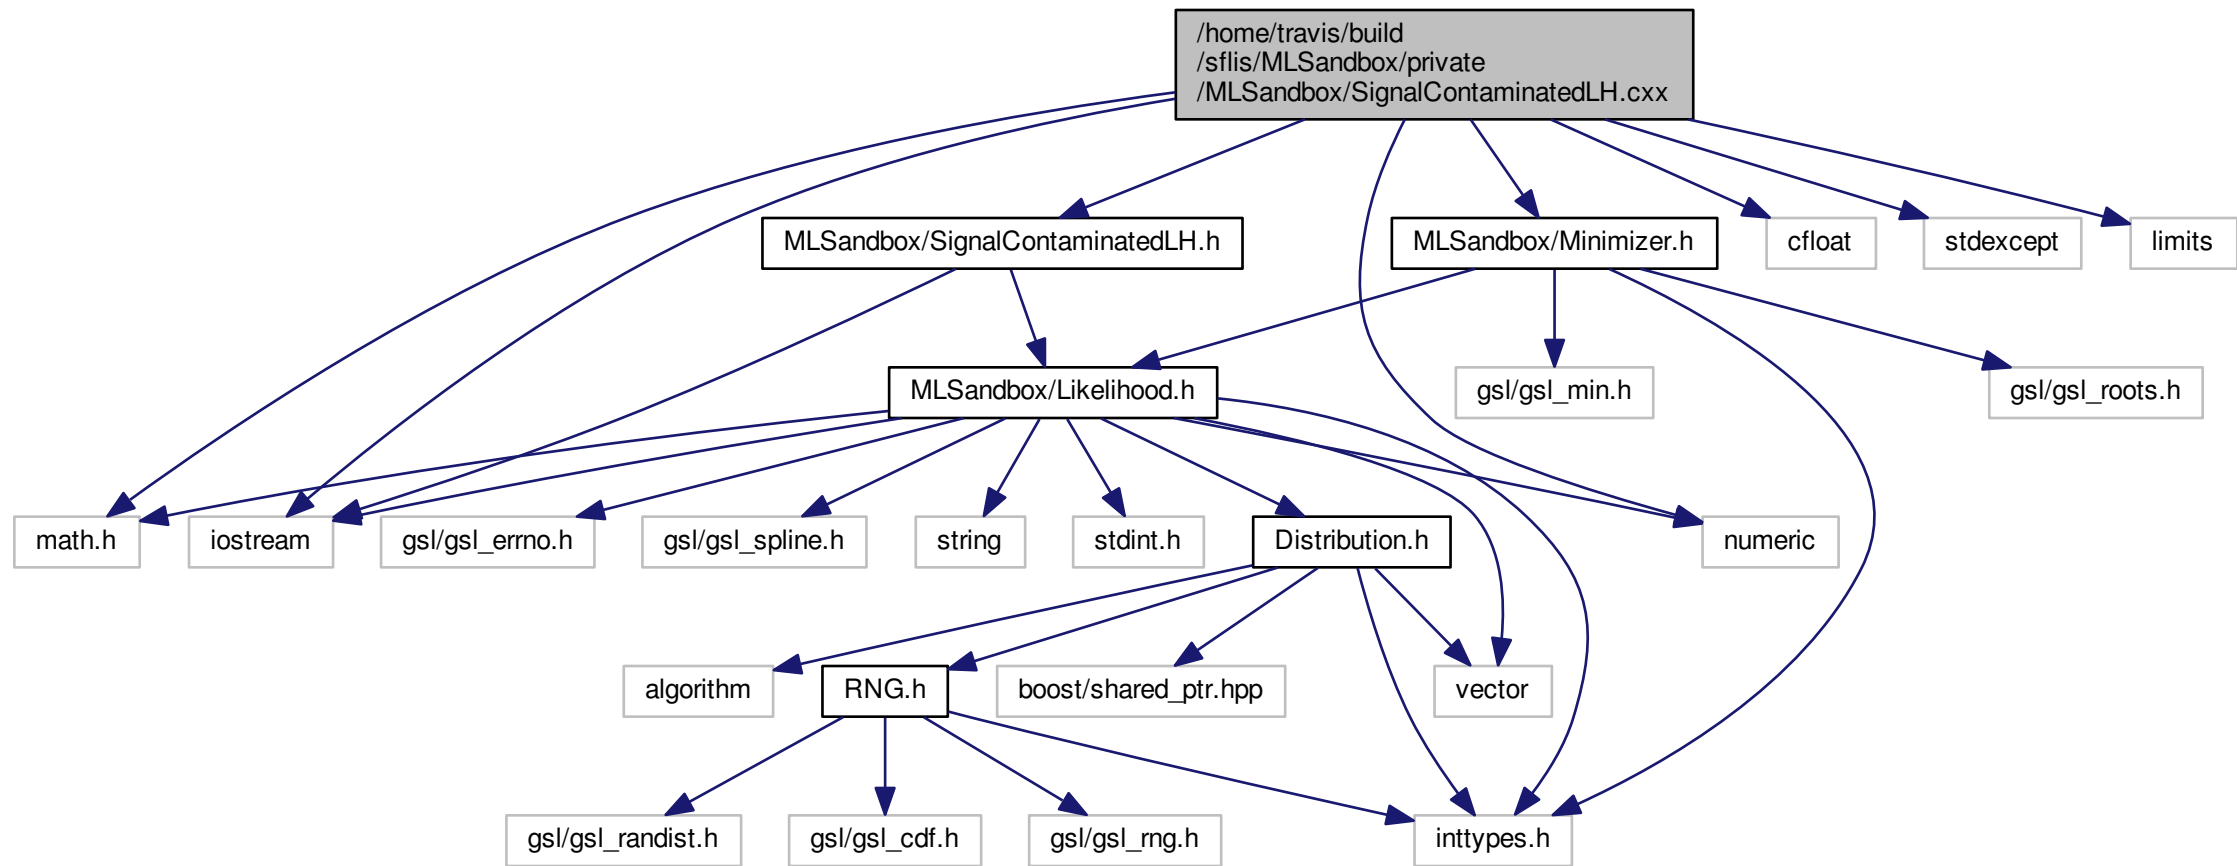 /home/travis/build
/sflis/MLSandbox/private
/MLSandbox/SignalContaminatedLH.cxx
MLSandbox/SignalContaminatedLH.h
MLSandbox/Minimizer.h
cfloat
stdexcept
limits
MLSandbox/Likelihood.h
gsl/gsl_min.h
gsl/gsl_roots.h
math.h
iostream
gsl/gsl_errno.h
gsl/gsl_spline.h
string
stdint.h
Distribution.h
numeric
algorithm
RNG.h
boost/shared_ptr.hpp
vector
gsl/gsl_randist.h
gsl/gsl_cdf.h
gsl/gsl_rng.h
inttypes.h